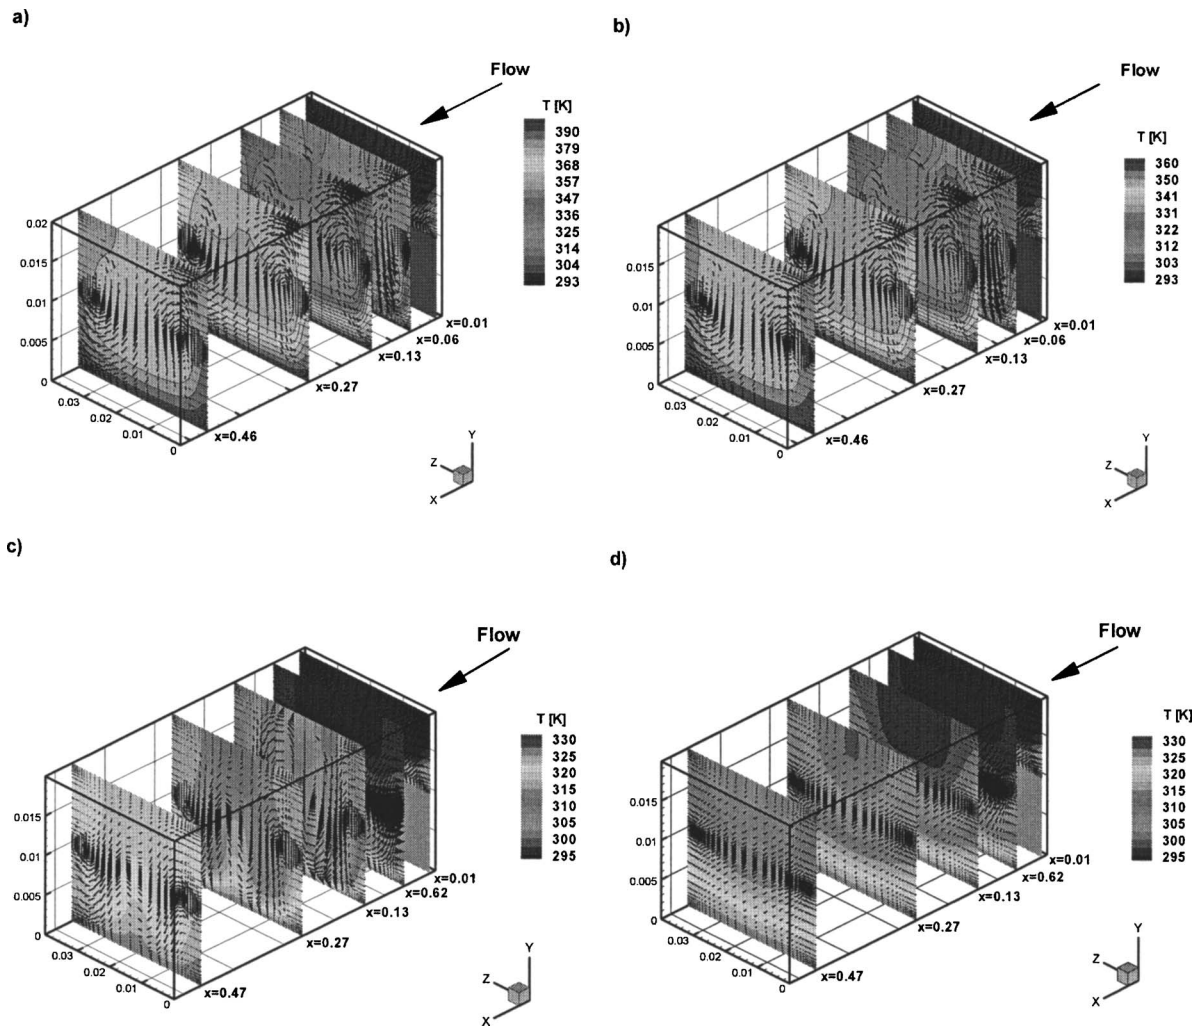 a)
Flow
T [K]
390
379
368
357
347
336
325
314
304
293
0.02
0.015
0.01
0.005
0
0.03
0.02
0.01
0
x=0.01
x=0.06
x=0.13
x=0.27
x=0.46
Y
Z
X
b)
Flow
T [K]
360
350
341
331
322
312
303
293
0.015
0.01
0.005
0
0.03
0.02
0.01
0
x=0.01
x=0.06
x=0.13
x=0.27
x=0.46
Y
Z
X
c)
Flow
T [K]
330
325
320
315
310
305
300
295
0.015
0.01
0.005
0
0.03
0.02
0.01
0
x=0.01
x=0.62
x=0.13
x=0.27
x=0.47
Y
Z
X
d)
Flow
T [K]
330
325
320
315
310
305
300
295
0.015
0.01
0.005
0
0.03
0.02
0.01
0
x=0.01
x=0.62
x=0.13
x=0.27
x=0.47
Y
Z
X